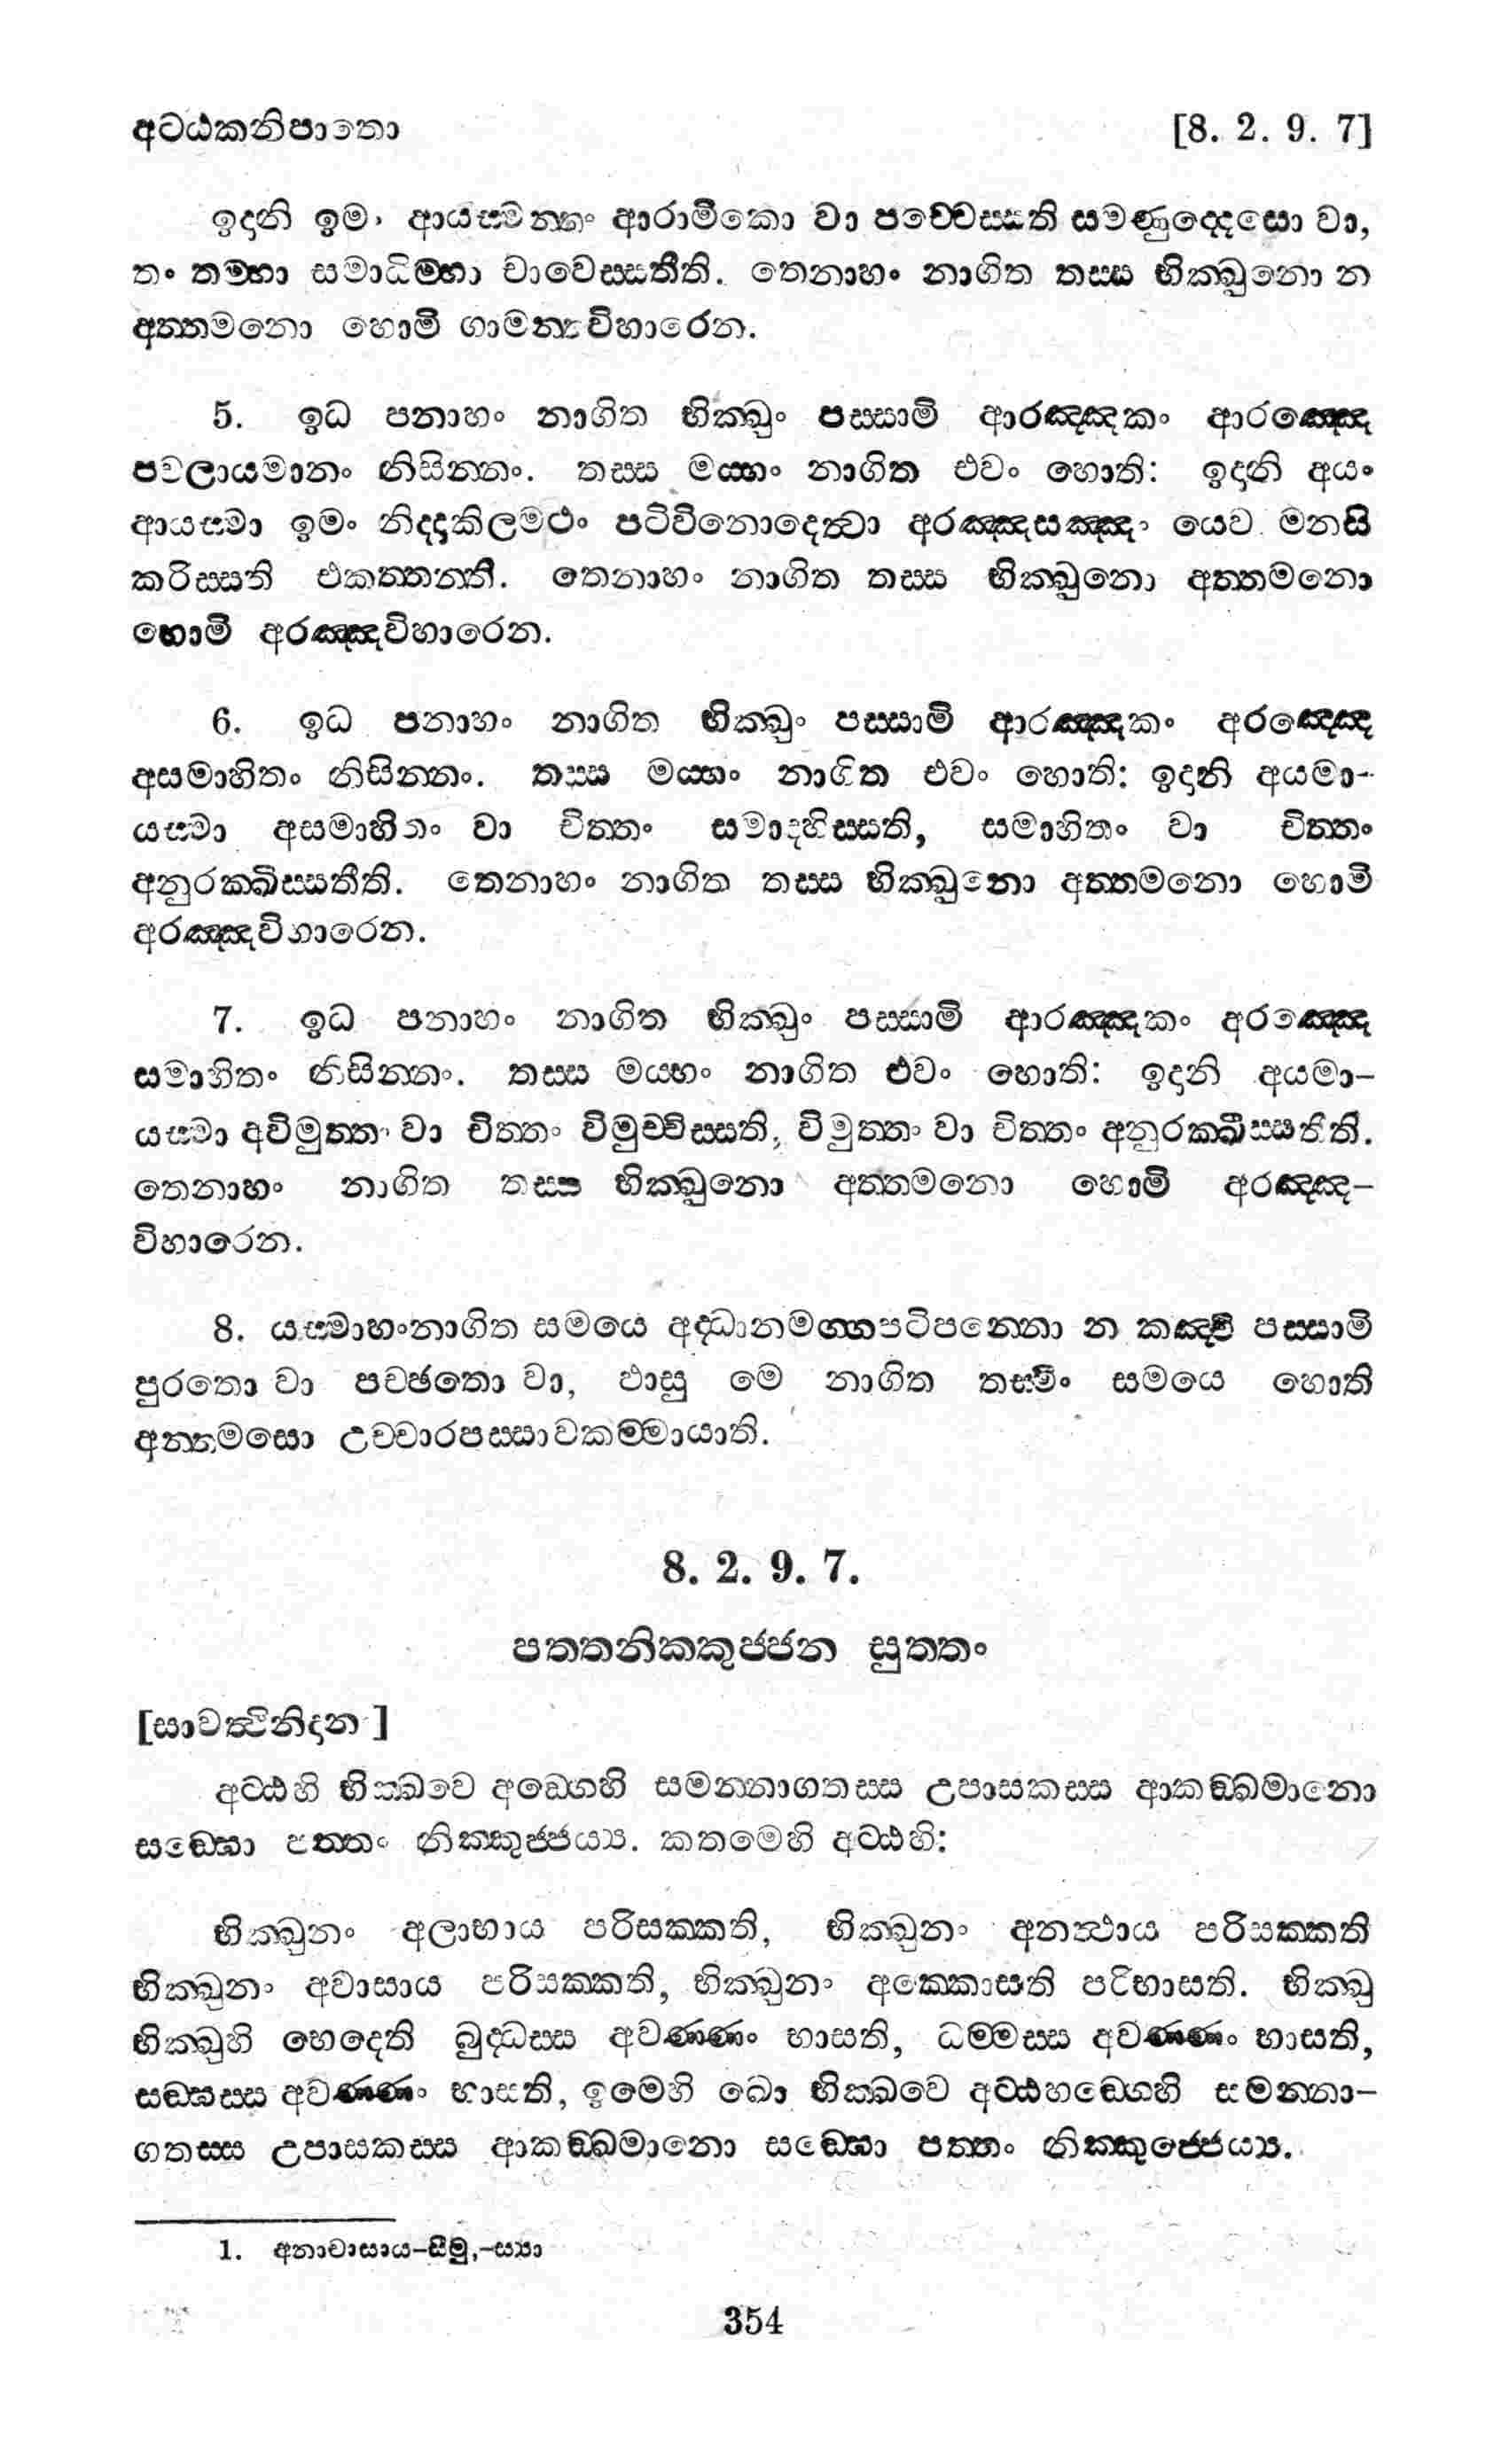 අට්ඨකනිපාතො [8. 2. 9. 7]
ඉදානි ඉමං ආයස්මන්තං ආරාමිකො වා පච්චෙස්සති සමණුද්දෙසො වා,
තං තම්හා සමාධිම්හා චාවෙස්සතීති. තෙනාහං නාගිත තස්ස භික්ඛුනො න
අත්තමනො හොමි ගාමන්තවිහාරෙන.
5. ඉධ පනාහං නාගිත භික්ඛුං පස්සාමි ආරඤ්ඤකං ආරඤ්ඤෙ
පචලායමානං නිසින්නං. තස්ස මය්හං නාගිත එවං හොති: ඉදානි අයං
ආයස්මා ඉමං නිද්දාකිලමථං පටිවිනොදෙත්වා අරඤ්ඤසඤ්ඤං යෙව මනසි
කරිස්සති එකත්තන්ති. තෙනාහං නාගිත තස්ස භික්ඛුනො අත්තමනො
හොමි අරඤ්ඤවිහාරෙන.
6. ඉධ පනාහං නාගිත භික්ඛුං පස්සාමි ආරඤ්ඤකං අරඤ්ඤෙ
අසමාහිතං නිසින්නං. තස්ස මය්හං නාගිත එවං හොති: ඉදානි අයමා-
යස්මා අසමාහිතං වා චිත්තං සමාදහිස්සති, සමාහිතං වා චිත්තං
අනුරක්ඛිස්සතීති. තෙනාහං නාගිත තස්ස භික්ඛුනො අත්තමනො හොමි
අරඤ්ඤවිහාරෙන.
7. ඉධ පනාහං නාගිත භික්ඛුං පස්සාමි ආරඤ්ඤකං අරඤ්ඤෙ
සමාහිතං නිසින්නං. තස්ස මය්හං නාගිත එවං හොති: ඉදානි අයමා-
යස්මා අවිමුත්තං වා චිත්තං විමුච්චිස්සති, විමුත්තං වා චිත්තං අනුරක්ඛිස්සතීති.
තෙනාහං නාගිත තස්ස භික්ඛුනො අත්තමනො හොමි අරඤ්ඤ-
විහාරෙන.
8. යස්මාහංනාගිත සමයෙ අද්ධානමග්ගපටිපන්නො න කඤ්චි පස්සාමි
පුරතො වා පච්ඡතො වා, ඵාසු මෙ නාගිත තස්මිං සමයෙ හොති
අන්තමසො උච්චාරපස්සාවකම්මායාති.
8. 2. 9. 7.
පත්තනික්කුජ්ජන සුත්තං
[සාවත්ථිනිදාන]
අට්ඨහි භික්ඛවෙ අඞ්ගෙහි සමන්නාගතස්ස උපාසකස්ස ආකඞ්ඛමානො
සඞ්ඝො පත්තං නික්කුජ්ජය්ය. කතමෙහි අට්ඨහි:
භික්ඛුනං අලාභාය පරිසක්කති, භික්ඛුනං අනත්ථාය පරිසක්කති
භික්ඛුනං අවාසාය පරිසක්කති, භික්ඛුනං අක්කොසති පරිභාසති. භික්ඛු
භික්ඛුහි භෙදෙති බුද්ධස්ස අවණ්ණං භාසති, ධම්මස්ස අවණ්ණං භාසති,
සඞ්ඝස්ස අවණ්ණං භාසති, ඉමෙහි ඛො භික්ඛවෙ අට්ඨහඞ්ගෙහි සමන්නා-
ගතස්ස උපාසකස්ස ආකඞ්ඛමානො සඞ්ඝො පත්තං නික්කුජ්ජෙය්ය.
1. අනාවාසාය-සීමු,-ස්‍යා
354